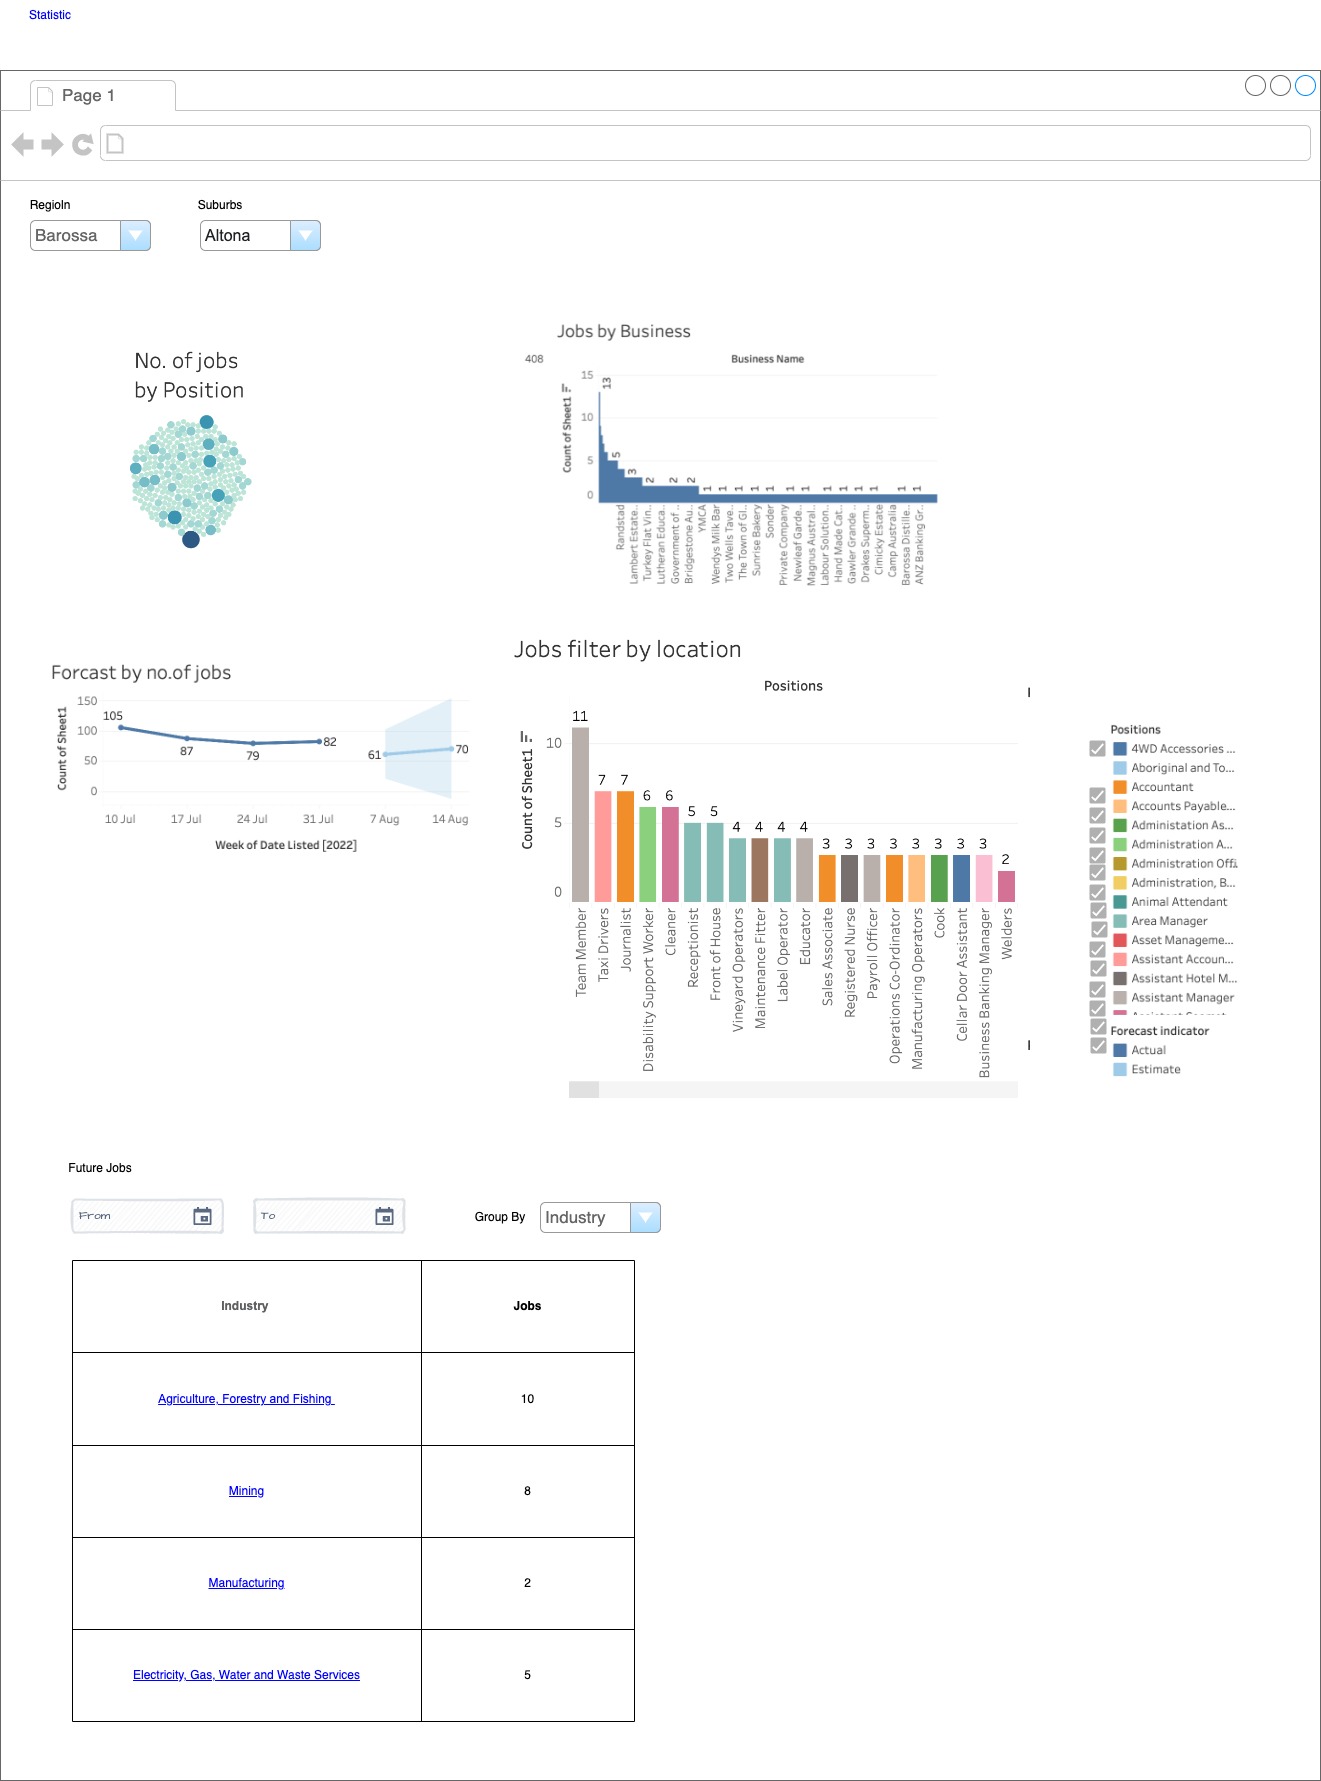 Statistic
Page 1
RegioIn
Suburbs
Barossa
Altona
No. of jobs
by Position
Jobs by Business
408
Business Name
Count of Sheet1
15
10
5
0
13
5
3
2
2
2
1
1
1
1
1
1
1
1
1
1
1
1
1
Randstad
Lambert Estate..
Turkey Flat Vin..
Lutheran Educa..
Government of ..
Bridgestone Au..
YMCA
Wendys Milk Bar
Two Wells Tave..
The Town of Gl..
Sunrise Bakery
Sonder
Private Company
Newleaf Garde..
Magnus Austral..
Labour Solution..
Hand Made Cat..
Gawler Grande ..
Drakes Superm..
Cimicky Estate
Camp Australia
Barossa Distille..
ANZ Banking Gr..
Forcast by no.of jobs
Count of Sheet1
150
100
50
0
105
87
79
82
61
70
10 Jul
17 Jul
24 Jul
31 Jul
7 Aug
14 Aug
Week of Date Listed [2022]
Jobs filter by location
Positions
Count of Sheet1
10
5
0
11
7
7
6
6
5
5
4
4
4
4
3
3
3
3
3
3
3
3
2
Team Member
Taxi Drivers
Journalist
Disability Support Worker
Cleaner
Receptionist
Front of House
Vineyard Operators
Maintenance Fitter
Label Operator
Educator
Sales Associate
Registered Nurse
Payroll Officer
Operations Co-Ordinator
Manufacturing Operators
Cook
Cellar Door Assistant
Business Banking Manager
Welders
Positions
4WD Accessories ...
Aboriginal and To...
Accountant
Accounts Payable...
Administation As...
Administration A...
Administration Offi..
Administration, B...
Animal Attendant
Area Manager
Asset Manageme...
Assistant Accoun...
Assistant Hotel M...
Assistant Manager
Forecast indicator
Actual
Estimate
Future Jobs
From
To
Group By
Industry
Industry
Jobs
Agriculture, Forestry and Fishing
10
Mining
8
Manufacturing
2
Electricity, Gas, Water and Waste Services
5